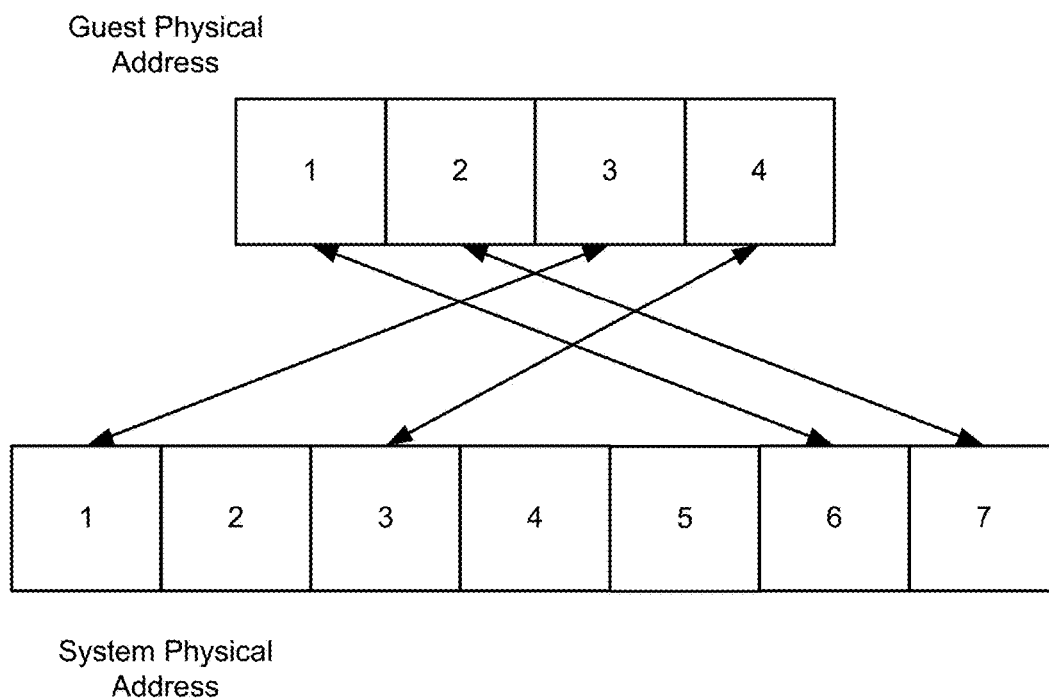 Guest Physical
Address
1 2 3 4
1 2 3 4 5 6 7
System Physical
Address